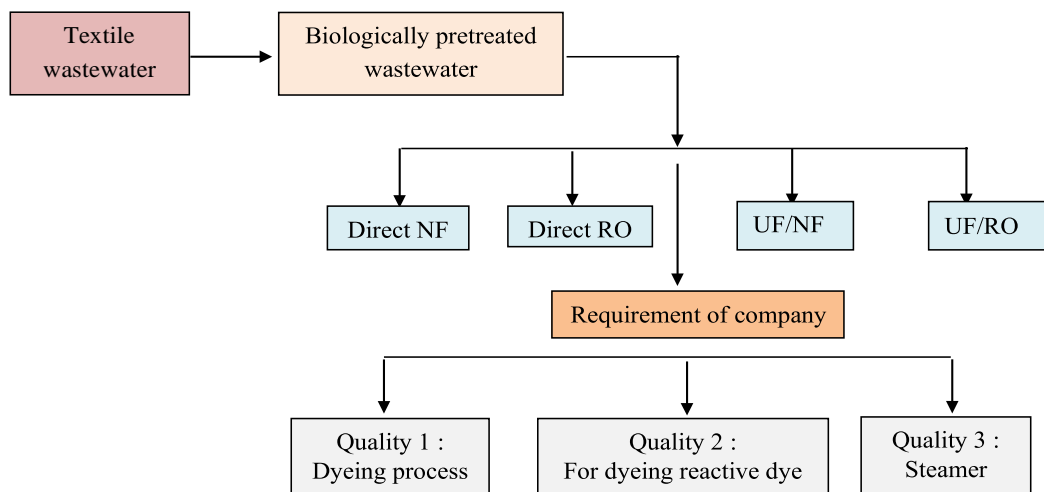 Textile
wastewater
Biologically pretreated
wastewater
Direct NF
Direct RO
UF/NF
UF/RO
Requirement of company
Quality 1 :
Dyeing process
Quality 2 :
For dyeing reactive dye
Quality 3 :
Steamer